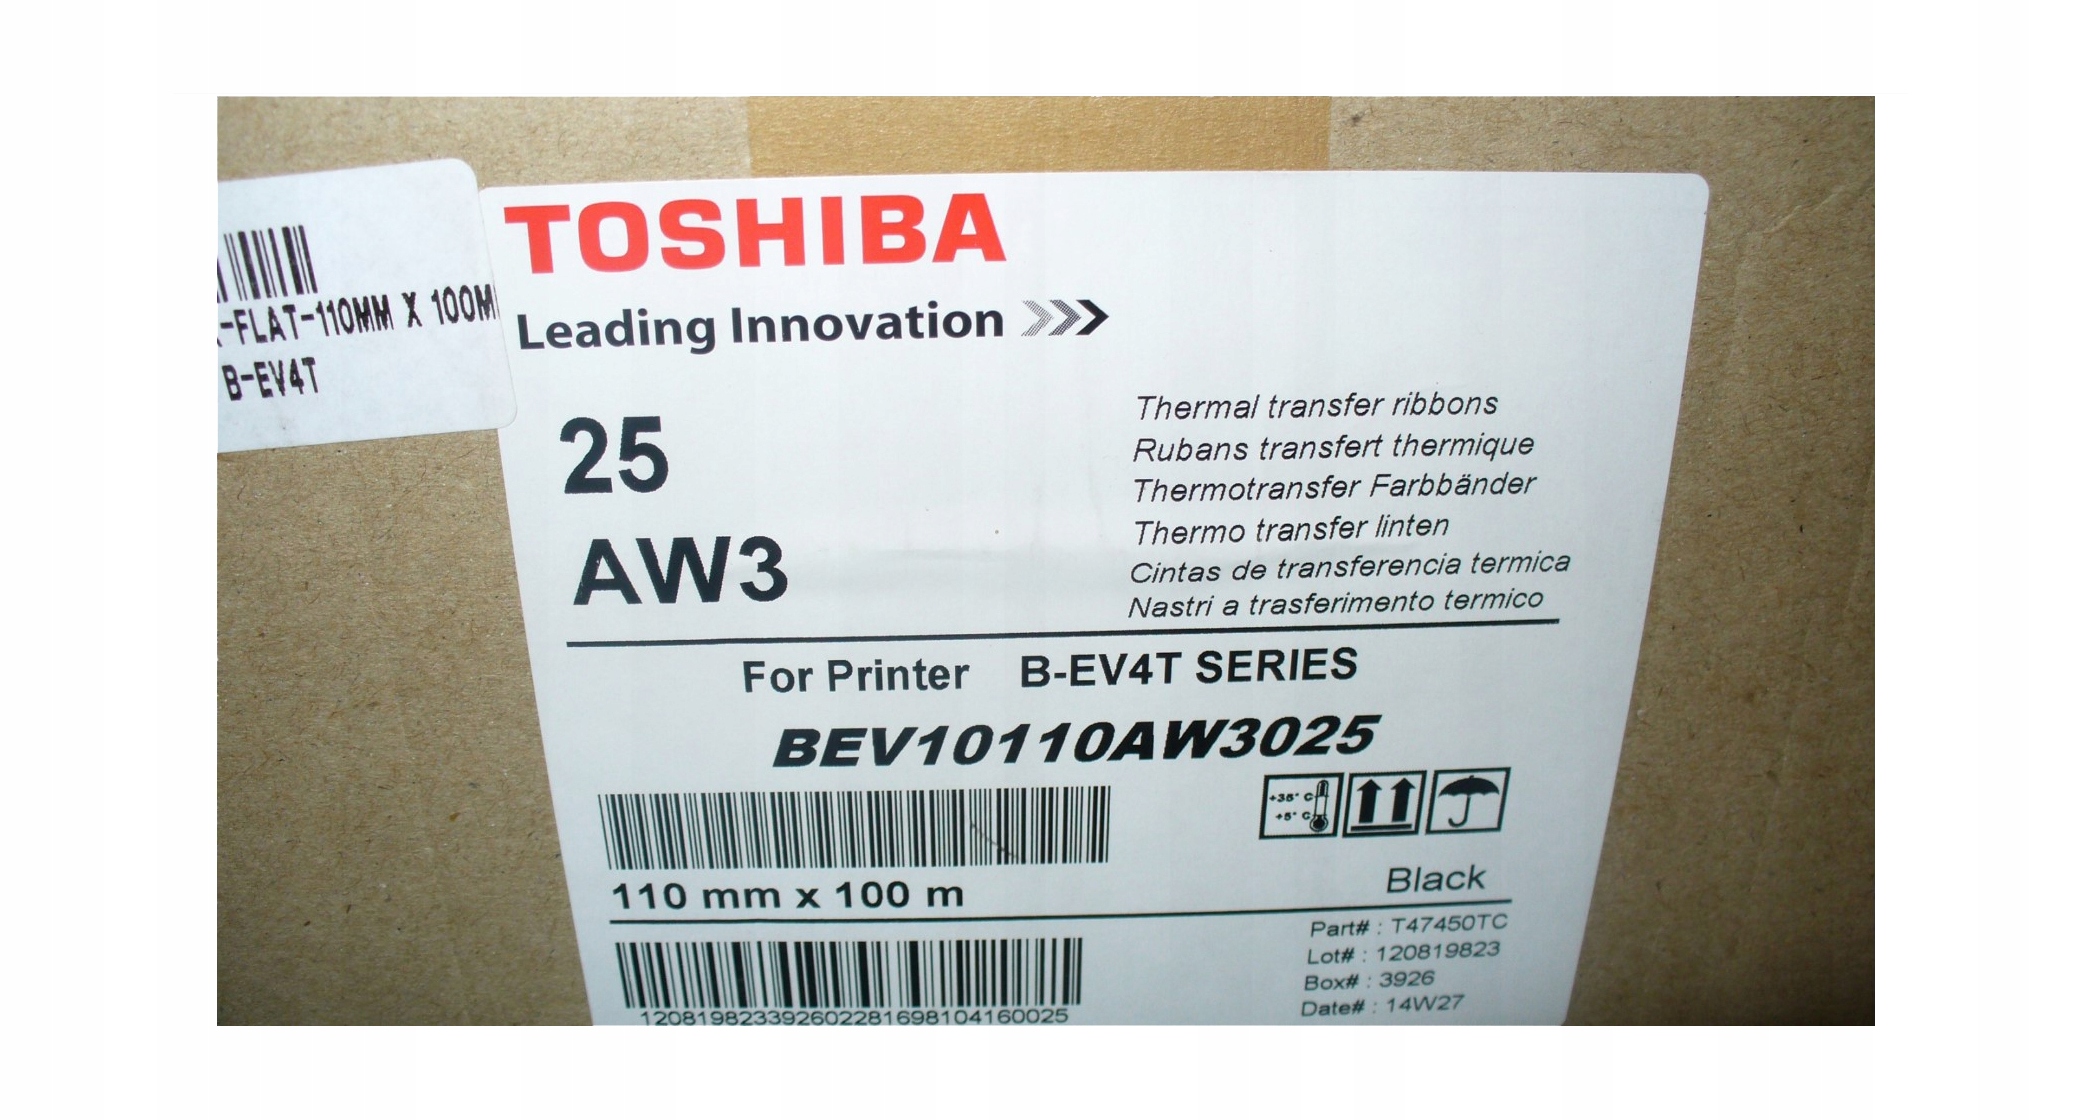 -FLAT-110MM X 100M
B-EV4T
TOSHIBA
Leading Innovation
25
AW3
Thermal transfer ribbons
Rubans transfert thermique
Thermotransfer Farbbänder
Thermo transfer linten
Cintas de transferencia termica
Nastri a trasferimento termico
For Printer B-EV4T SERIES
BEV10110AW3025
+35° C
+5° C
110 mm x 100 m
Black
Part# : T47450TC
Lot# : 120819823
Box# : 3926
Date# : 14W27
12081982339260228169810416 0025